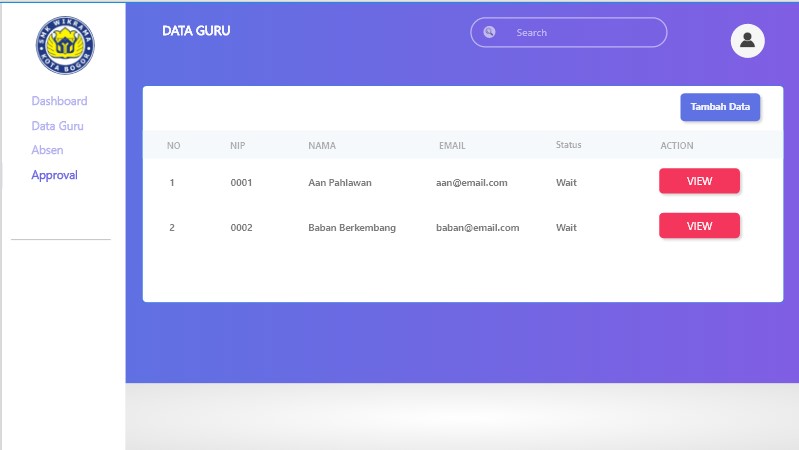 SMK WIKRAMA
KOTA BOGOR
DATA GURU
Search
Dashboard
Data Guru
Absen
Approval
Tambah Data
NO NIP NAMA EMAIL Status ACTION
1 0001 Aan Pahlawan aan@email.com Wait VIEW
2 0002 Baban Berkembang baban@email.com Wait VIEW